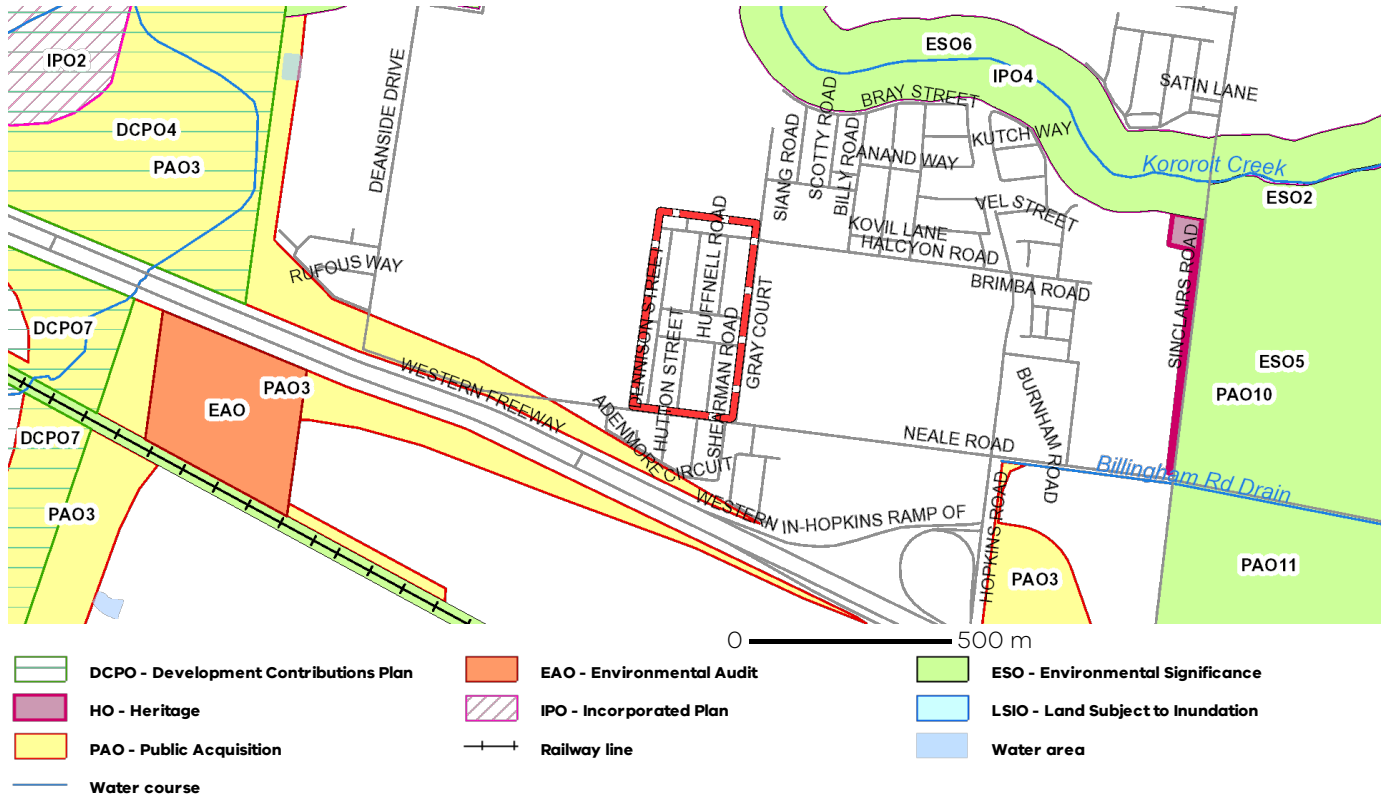 ESO6
IPO2
IPO4
SATIN LANE
DEANSIDE DRIVE
BRAY STREET
SCOTTY ROAD
DCPO4
KUTCH WAY
SIANG ROAD
BILLY ROAD
ANAND WAY
PAO3
Kororoit Creek
ESO2
VEL STREET
KOVIL LANE
HALCYON ROAD
HUFFNELL ROAD
RUFOUS WAY
DENNISON STREET
GRAY COURT
BRIMBA ROAD
SINCLAIRS ROAD
DCPO7
HUTTON STREET
SHEARMAN ROAD
ESO5
WESTERN FREEWAY
PAO3
PAO10
EAO
BURNHAM ROAD
ADENMORE CIRCUIT
NEALE ROAD
DCPO7
Billingham Rd Drain
WESTERN IN-HOPKINS RAMP OF
PAO3
HOPKINS ROAD
PAO3
PAO11
0 500 m
DCPO - Development Contributions Plan
EAO - Environmental Audit
ESO - Environmental Significance
HO - Heritage
IPO - Incorporated Plan
LSIO - Land Subject to Inundation
PAO - Public Acquisition
Railway line
Water area
Water course